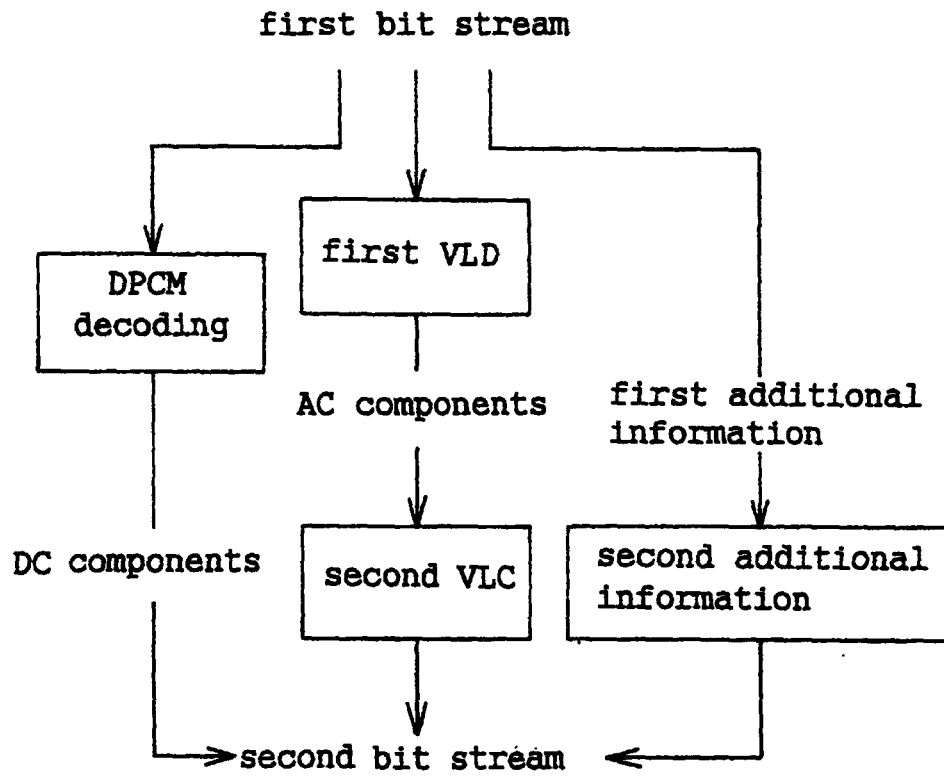 first bit stream
first VLD
DPCM
decoding
AC components
first additional
information
DC components
second VLC
second additional
information
second bit stream